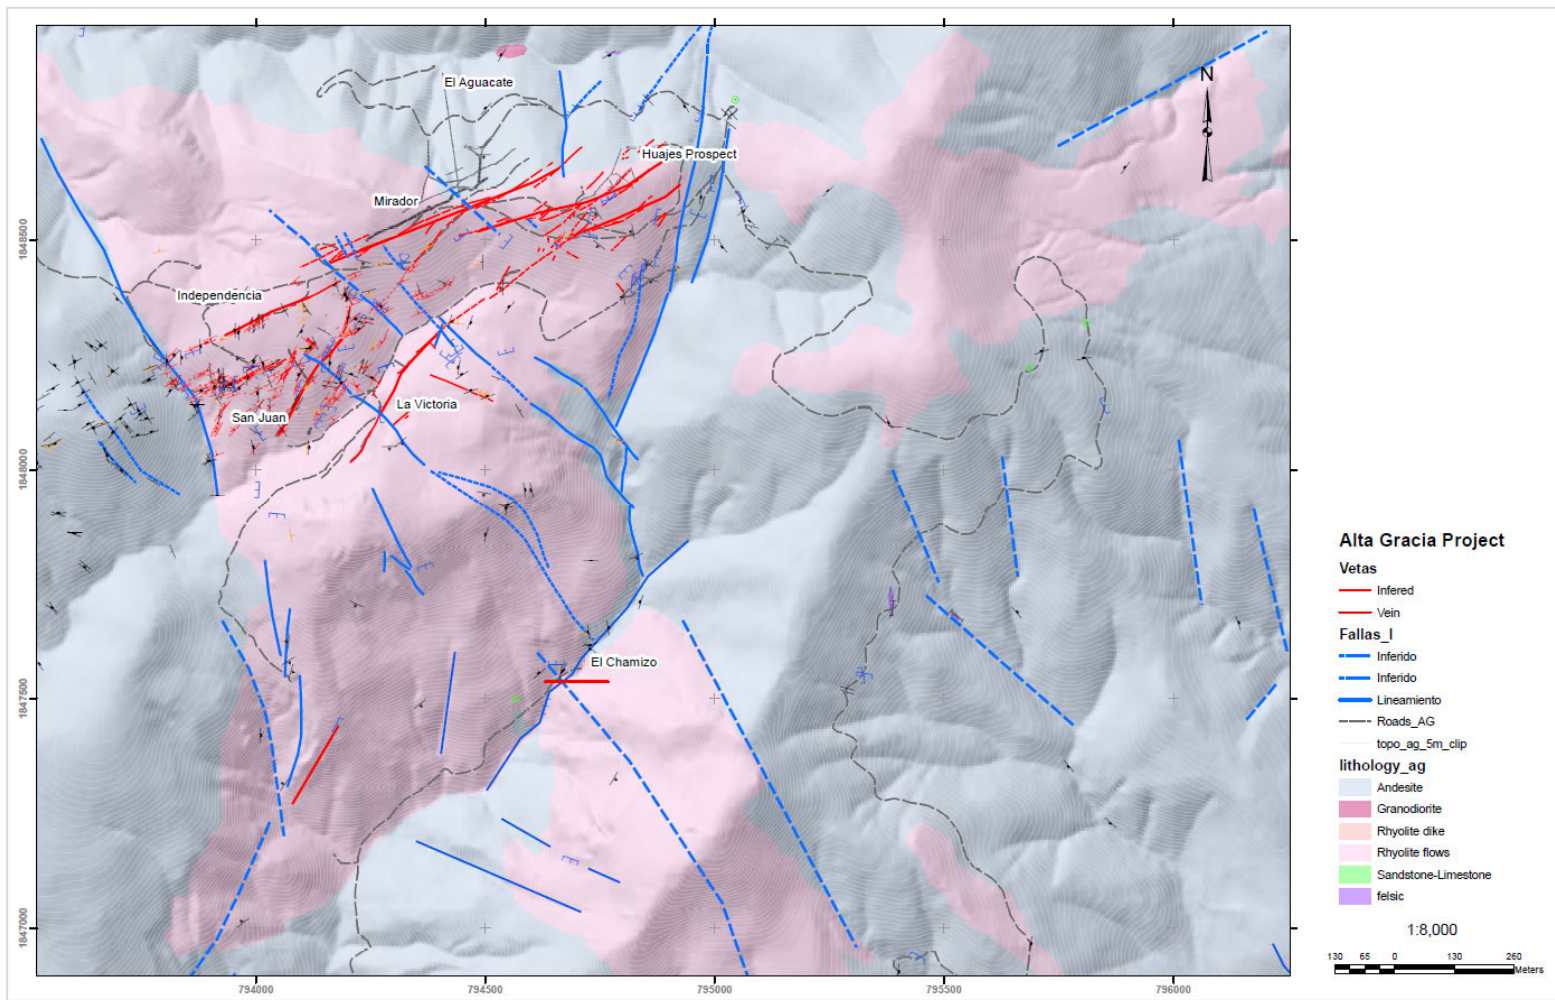 El Aguacate
N
Huajes Prospect
Mirador
Independencia
San Juan
La Victoria
El Chamizo
1848500
1848000
1847500
1847000
794000
794500
795000
795500
796000
Alta Gracia Project
Vetas
Infered
Vein
Fallas_I
Inferido
Inferido
Lineamiento
Roads_AG
topo_ag_5m_clip
lithology_ag
Andesite
Granodiorite
Rhyolite dike
Rhyolite flows
Sandstone-Limestone
felsic
1:8,000
130 65 0 130 260
Meters